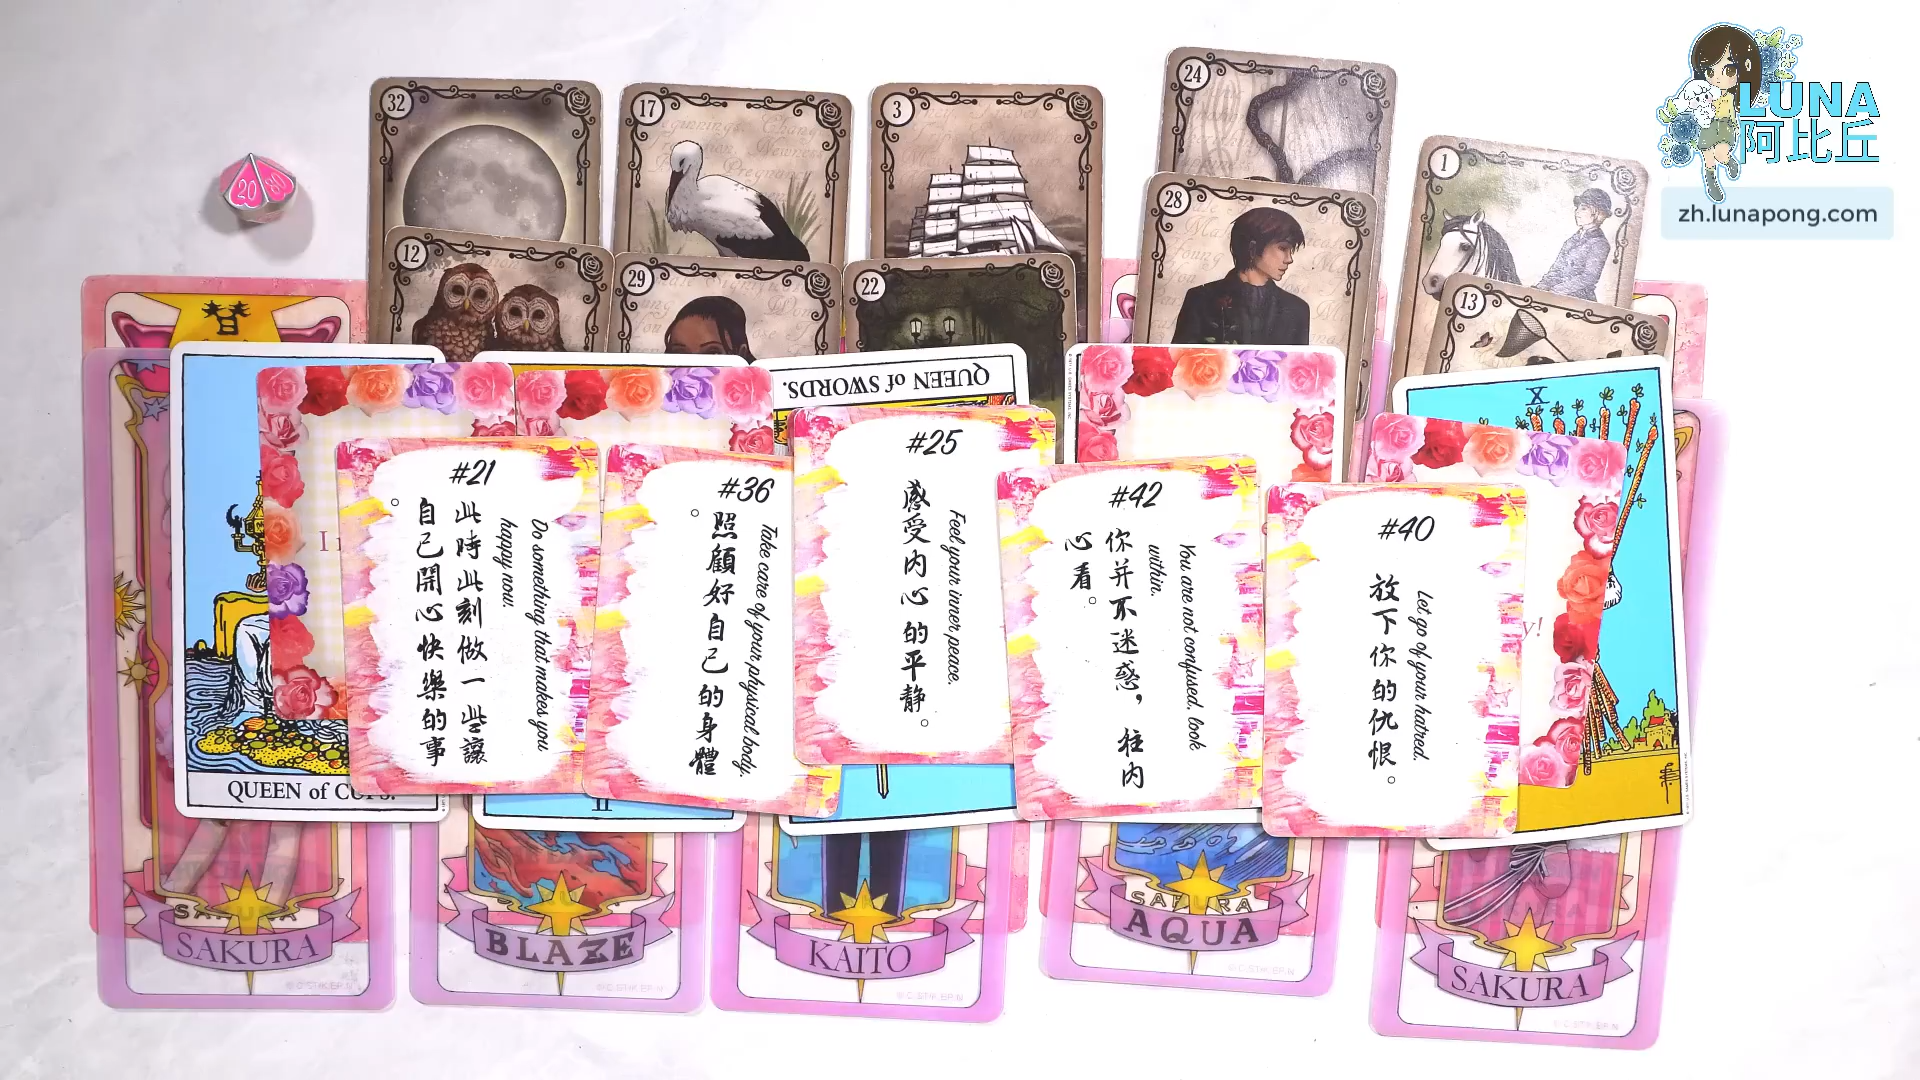 LUNA
阿比丘
zh.lunapong.com
20 80
32
17
3
24
1
12
29
22
28
13
QUEEN of SWORDS.
X
QUEEN of CUPS.
II
#21
Do something that makes you
happy now.
此時此刻做一些讓
自己開心快樂的事
。
#36
Take care of your physical body.
照顧好自己的身體
。
#25
Feel your inner peace.
感受内心的平静。
#42
You are not confused, look
within.
你并不迷惑，往内
心看。
#40
Let go of your hatred.
放下你的仇恨。
y!
SAKURA
SAKURA
BLAZE
KAITO
SAKURA
AQUA
SAKURA